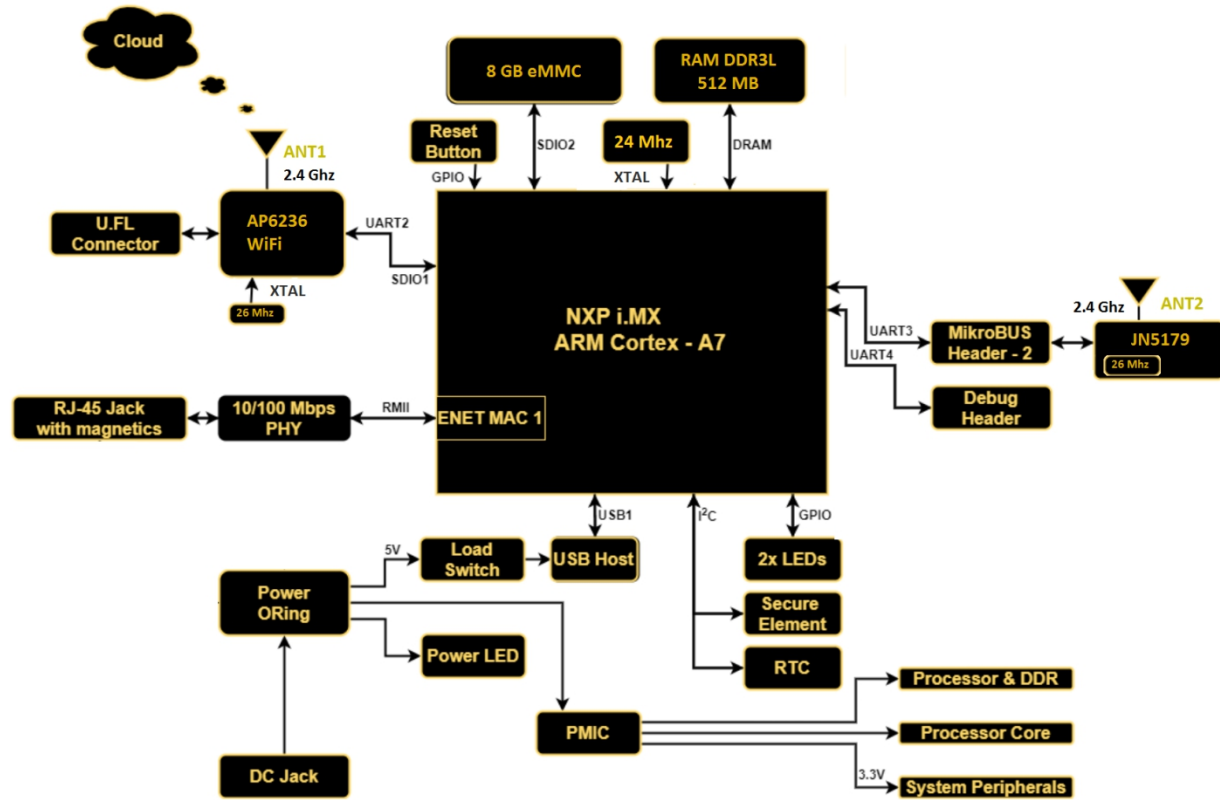 Cloud
8 GB eMMC
RAM DDR3L
512 MB
Reset
Button
24 Mhz
SDIO2
DRAM
ANT1
2.4 Ghz
GPIO
XTAL
U.FL
Connector
AP6236
WiFi
UART2
SDIO1
XTAL
26 Mhz
NXP i.MX
ARM Cortex - A7
2.4 Ghz
ANT2
UART3
UART4
MikroBUS
Header - 2
JN5179
26 Mhz
Debug
Header
RJ-45 Jack
with magnetics
10/100 Mbps
PHY
RMII
ENET MAC 1
USB1
I²C
GPIO
5V
Load
Switch
USB Host
2x LEDs
Power
ORing
Secure
Element
Power LED
RTC
Processor & DDR
PMIC
Processor Core
DC Jack
3.3V
System Peripherals